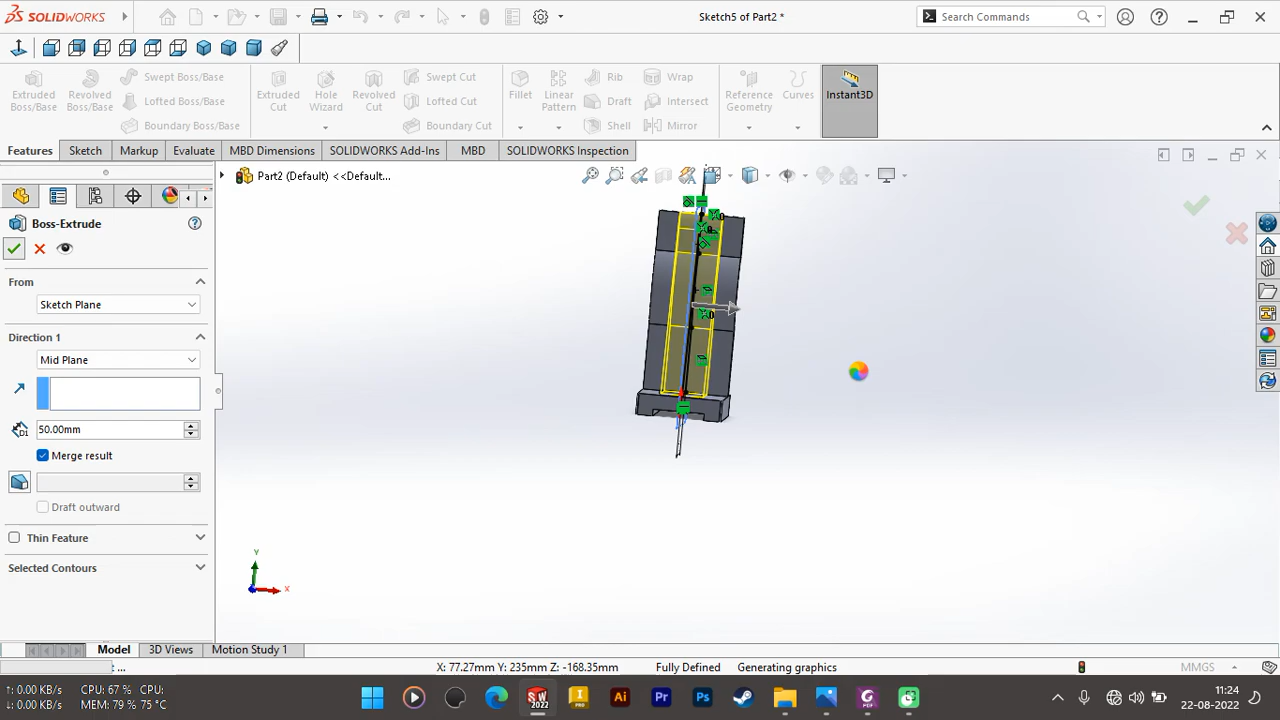 SOLIDWORKS
Sketch5 of Part2 *
Search Commands
Extruded Boss/Base
Revolved Boss/Base
Swept Boss/Base
Lofted Boss/Base
Boundary Boss/Base
Extruded Cut
Hole Wizard
Revolved Cut
Swept Cut
Lofted Cut
Boundary Cut
Fillet
Linear Pattern
Rib
Draft
Shell
Wrap
Intersect
Mirror
Reference Geometry
Curves
Instant3D
Features Sketch Markup Evaluate MBD Dimensions SOLIDWORKS Add-Ins MBD SOLIDWORKS Inspection
Part2 (Default) <<Default...
Boss-Extrude
From
Sketch Plane
Direction 1
Mid Plane
50.00mm
Merge result
Draft outward
Thin Feature
Selected Contours
Y
X
Model 3D Views Motion Study 1
X: 77.27mm Y: 235mm Z: -168.35mm Fully Defined Generating graphics MMGS
↑: 0.00 KB/s CPU: 67 % CPU:
↓: 0.00 KB/s MEM: 78 % 75 °C
11:24
22-08-2022